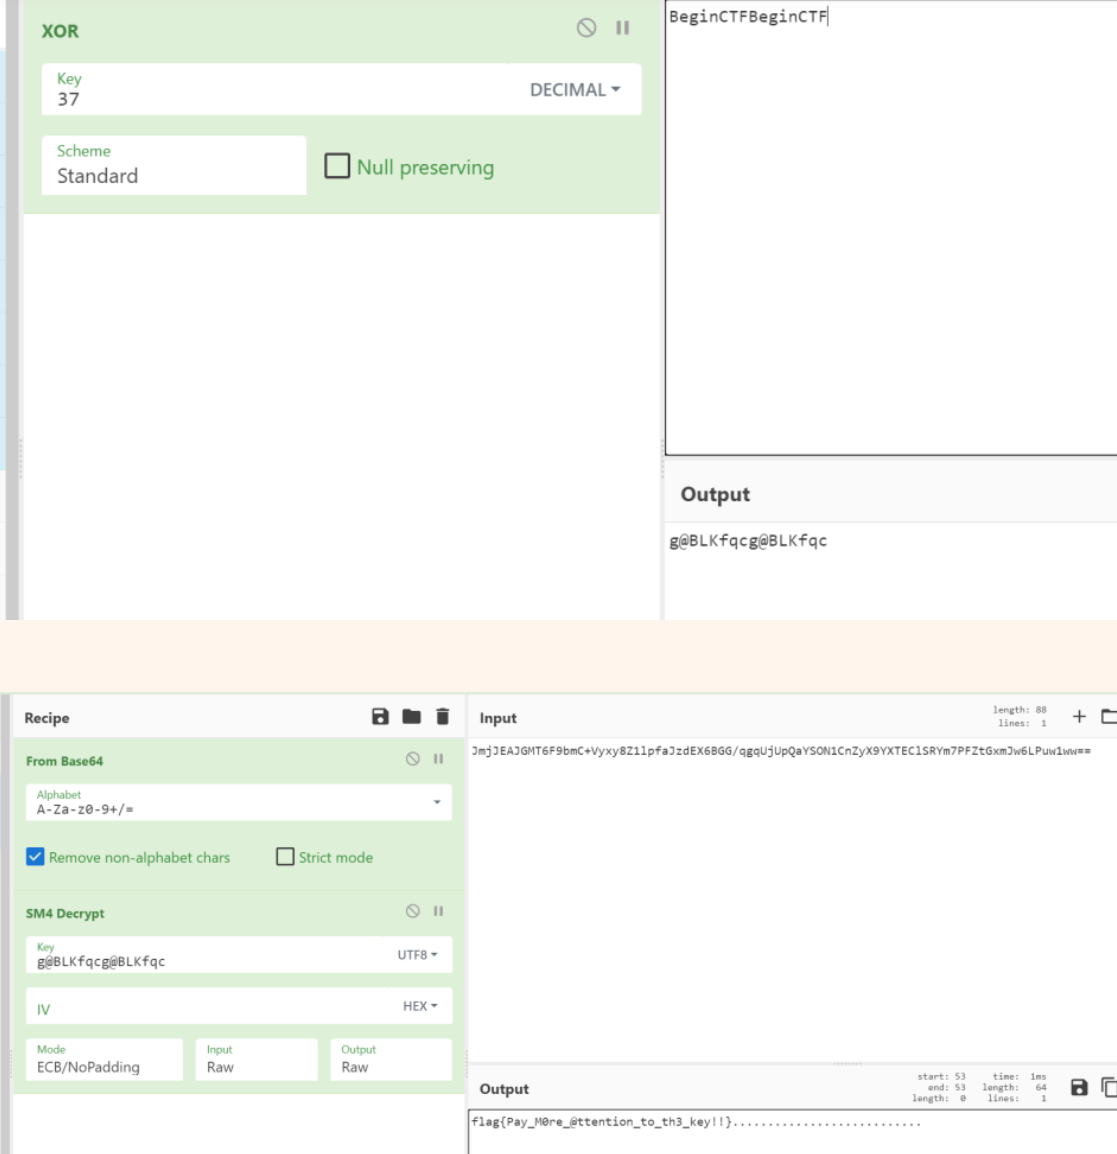 XOR
Key
37
DECIMAL
Scheme
Standard
Null preserving
BeginCTFBeginCTF
Output
g@BLKfqcg@BLKfqc
Recipe
From Base64
Alphabet
A-Za-z0-9+/=
Remove non-alphabet chars
Strict mode
SM4 Decrypt
Key
g@BLKfqcg@BLKfqc
UTF8
IV
HEX
Mode
ECB/NoPadding
Input
Raw
Output
Raw
Input
length: 88
lines: 1
JmjJEAJGMT6F9bmC+Vyxy8Z1lpfaJzdEX6BGG/qgqUjUpQaYSON1CnZyX9YXTEClSRYm7PFZtGxmJw6LPuw1ww==
Output
start: 53 time: 1ms
end: 53 length: 64
length: 0 lines: 1
flag{Pay_M0re_@ttention_to_th3_key!!}...........................